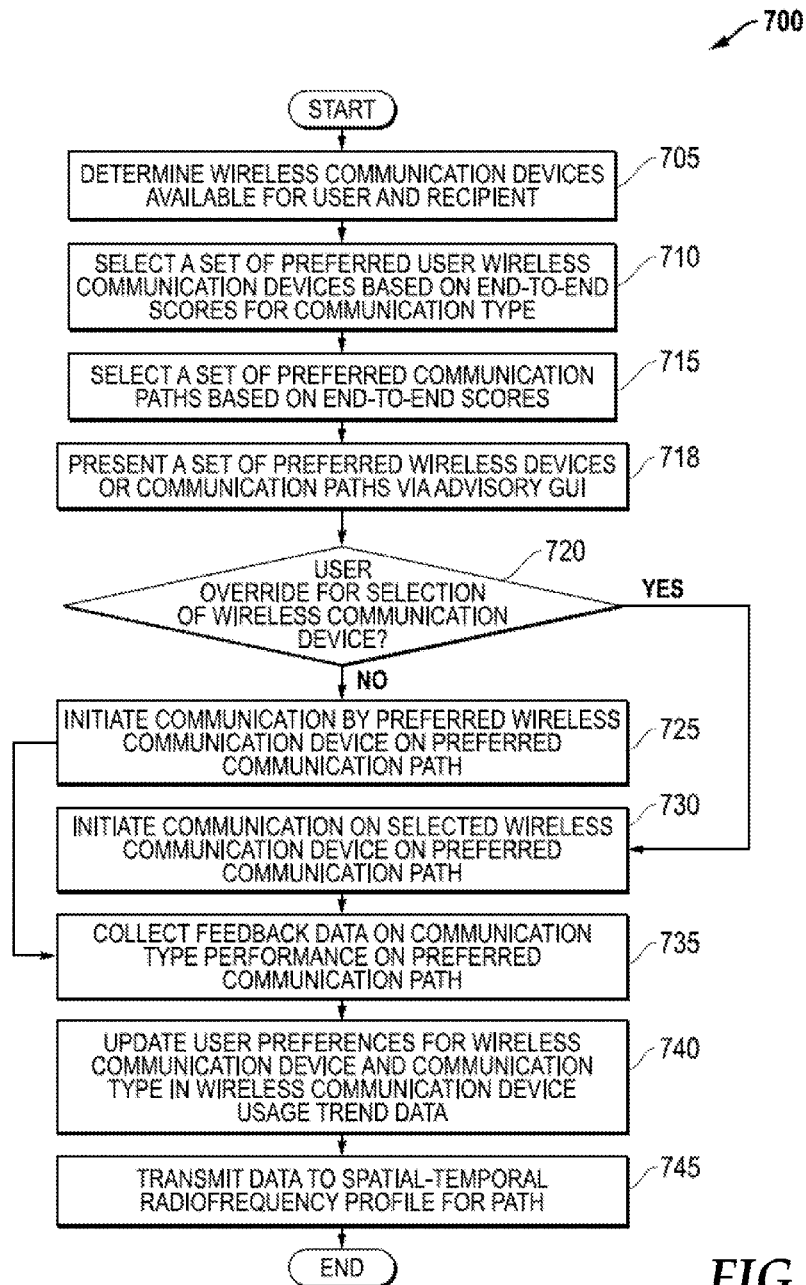 700
START
DETERMINE WIRELESS COMMUNICATION DEVICES
AVAILABLE FOR USER AND RECIPIENT
705
SELECT A SET OF PREFERRED USER WIRELESS
COMMUNICATION DEVICES BASED ON END-TO-END
SCORES FOR COMMUNICATION TYPE
710
SELECT A SET OF PREFERRED COMMUNICATION
PATHS BASED ON END-TO-END SCORES
715
PRESENT A SET OF PREFERRED WIRELESS DEVICES
OR COMMUNICATION PATHS VIA ADVISORY GUI
718
USER
OVERRIDE FOR SELECTION
OF WIRELESS COMMUNICATION
DEVICE?
720
YES
NO
INITIATE COMMUNICATION BY PREFERRED WIRELESS
COMMUNICATION DEVICE ON PREFERRED
COMMUNICATION PATH
725
INITIATE COMMUNICATION ON SELECTED WIRELESS
COMMUNICATION DEVICE ON PREFERRED
COMMUNICATION PATH
730
COLLECT FEEDBACK DATA ON COMMUNICATION
TYPE PERFORMANCE ON PREFERRED
COMMUNICATION PATH
735
UPDATE USER PREFERENCES FOR WIRELESS
COMMUNICATION DEVICE AND COMMUNICATION
TYPE IN WIRELESS COMMUNICATION DEVICE
USAGE TREND DATA
740
TRANSMIT DATA TO SPATIAL-TEMPORAL
RADIOFREQUENCY PROFILE FOR PATH
745
END
FIG